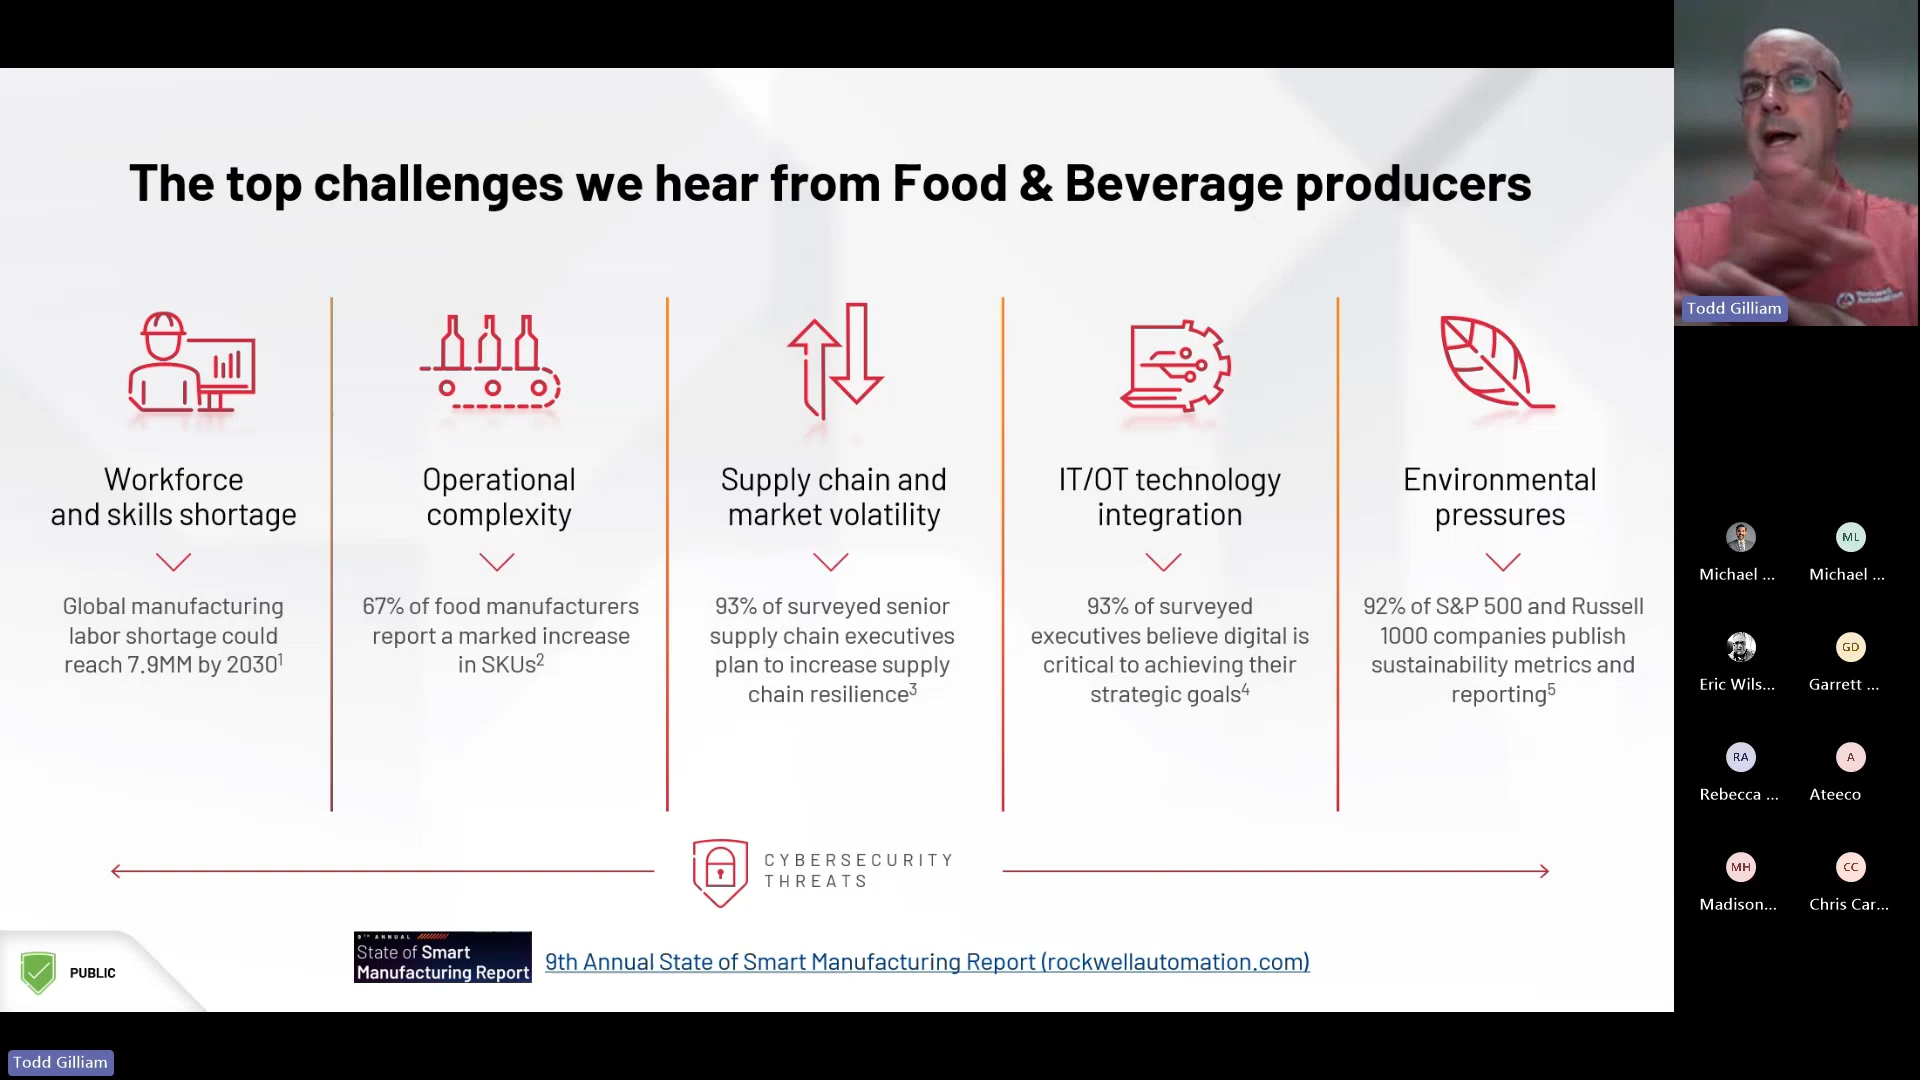 The top challenges we hear from Food & Beverage producers
Workforce
and skills shortage
Global manufacturing
labor shortage could
reach 7.9MM by 2030¹
Operational
complexity
67% of food manufacturers
report a marked increase
in SKUs²
Supply chain and
market volatility
93% of surveyed senior
supply chain executives
plan to increase supply
chain resilience³
IT/OT technology
integration
93% of surveyed
executives believe digital is
critical to achieving their
strategic goals⁴
Environmental
pressures
92% of S&P 500 and Russell
1000 companies publish
sustainability metrics and
reporting⁵
CYBERSECURITY
THREATS
9TH ANNUAL
State of Smart
Manufacturing Report
9th Annual State of Smart Manufacturing Report (rockwellautomation.com)
PUBLIC
Todd Gilliam
Rockwell
Automation
Todd Gilliam
Michael ...
ML
Michael ...
Eric Wils...
GD
Garrett ...
RA
Rebecca ...
A
Ateeco
MH
Madison...
CC
Chris Car...